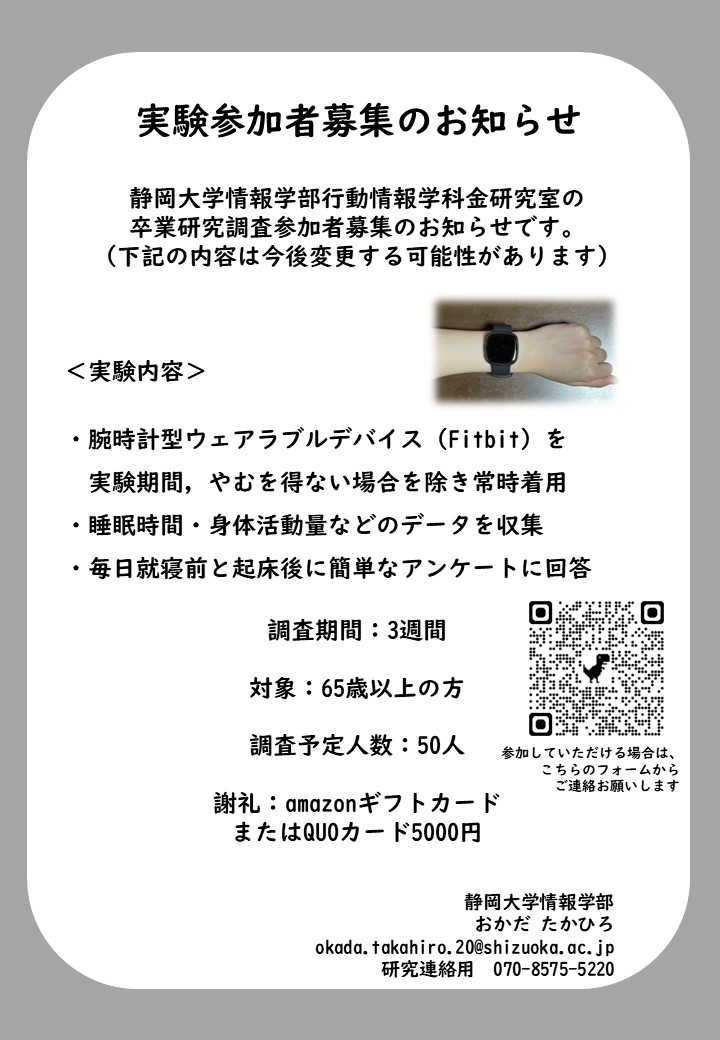 実験参加者募集のお知らせ
静岡大学情報学部行動情報学科金研究室の
卒業研究調査参加者募集のお知らせです。
(下記の内容は今後変更する可能性があります)
＜実験内容＞
・腕時計型ウェアラブルデバイス（Fitbit）を
実験期間，やむを得ない場合を除き常時着用
・睡眠時間・身体活動量などのデータを収集
・毎日就寝前と起床後に簡単なアンケートに回答
調査期間：3週間
対象：65歳以上の方
調査予定人数：50人
謝礼：amazonギフトカード
またはQUOカード5000円
参加していただける場合は、
こちらのフォームから
ご連絡お願いします
静岡大学情報学部
おかだ たかひろ
okada.takahiro.20@shizuoka.ac.jp
研究連絡用　070-8575-5220